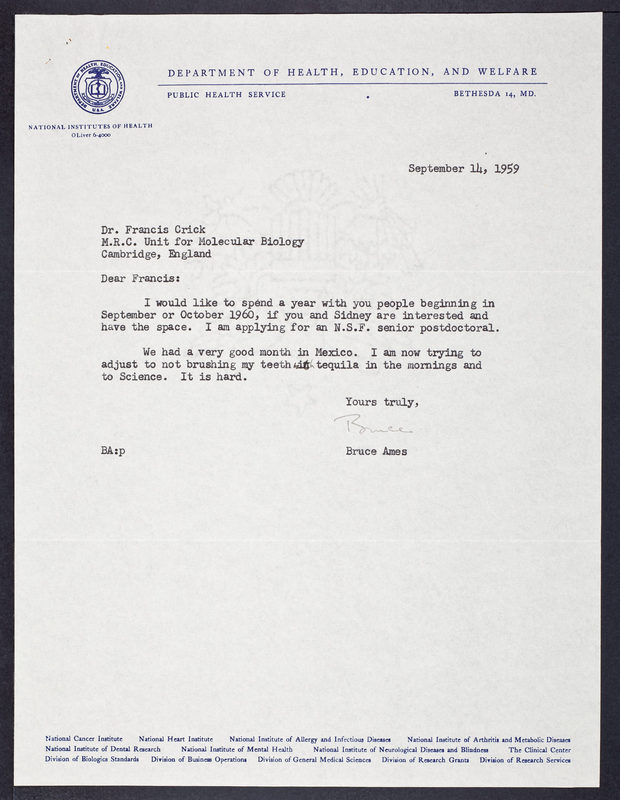 DEPARTMENT OF HEALTH, EDUCATION, AND WELFARE
PUBLIC HEALTH SERVICE BETHESDA 14, MD.
DEPARTMENT OF HEALTH, EDUCATION, AND WELFARE
U.S.A.
NATIONAL INSTITUTES OF HEALTH
OLiver 6-4000
September 14, 1959
Dr. Francis Crick
M.R.C. Unit for Molecular Biology
Cambridge, England
Dear Francis:
I would like to spend a year with you people beginning in
September or October 1960, if you and Sidney are interested and
have the space. I am applying for an N.S.F. senior postdoctoral.
We had a very good month in Mexico. I am now trying to
adjust to not brushing my teeth in tequila in the mornings and
to Science. It is hard.
Yours truly,
Bruce
BA:p Bruce Ames
National Cancer Institute National Heart Institute National Institute of Allergy and Infectious Diseases National Institute of Arthritis and Metabolic Diseases
National Institute of Dental Research National Institute of Mental Health National Institute of Neurological Diseases and Blindness The Clinical Center
Division of Biologics Standards Division of Business Operations Division of General Medical Sciences Division of Research Grants Division of Research Services